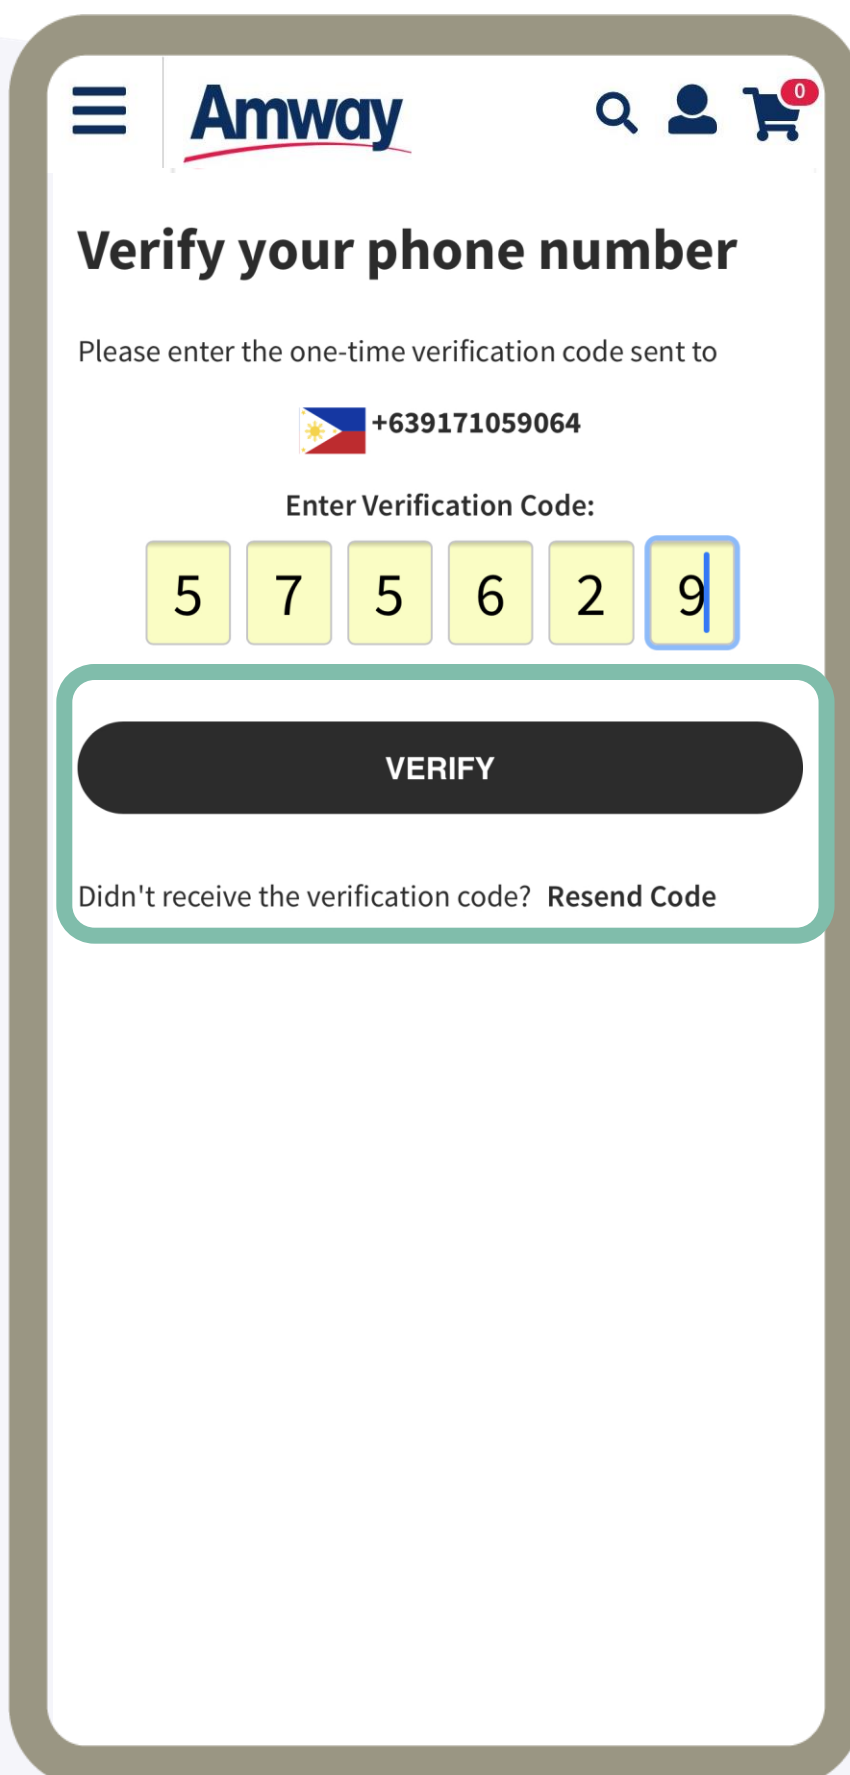 Amway
0
Verify your phone number
Please enter the one-time verification code sent to
+639171059064
Enter Verification Code:
5 7 5 6 2 9
VERIFY
Didn't receive the verification code? Resend Code